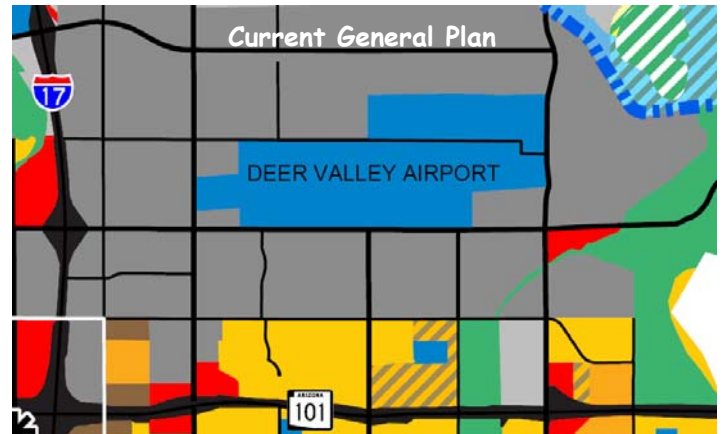 Current General Plan
17
DEER VALLEY AIRPORT
ARIZONA
101